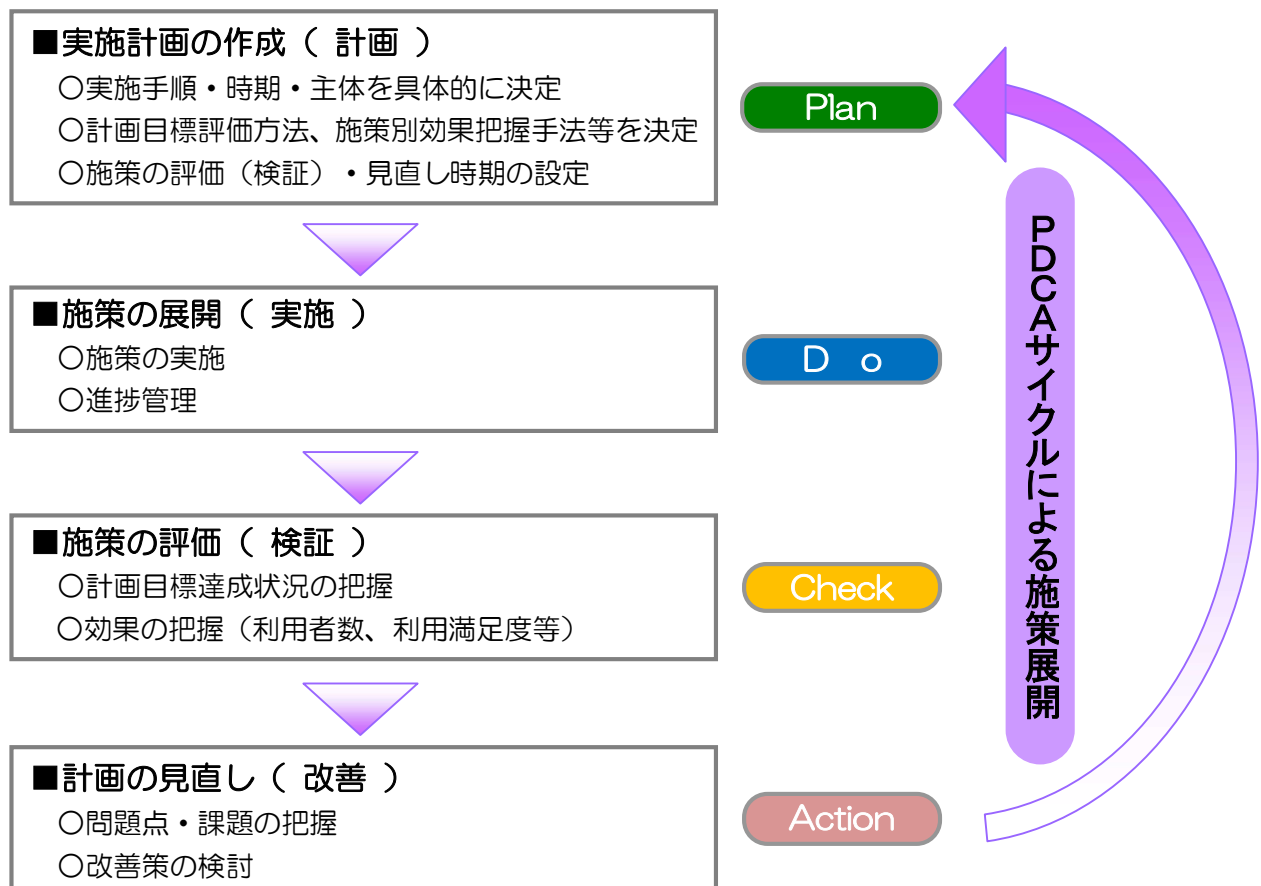 ■実施計画の作成（ 計画 ）
○実施手順・時期・主体を具体的に決定
○計画目標評価方法、施策別効果把握手法等を決定
○施策の評価（検証）・見直し時期の設定
Plan
■施策の展開（ 実施 ）
○施策の実施
○進捗管理
D o
■施策の評価（ 検証 ）
○計画目標達成状況の把握
○効果の把握（利用者数、利用満足度等）
Check
■計画の見直し（ 改善 ）
○問題点・課題の把握
○改善策の検討
Action
PDCAサイクルによる施策展開